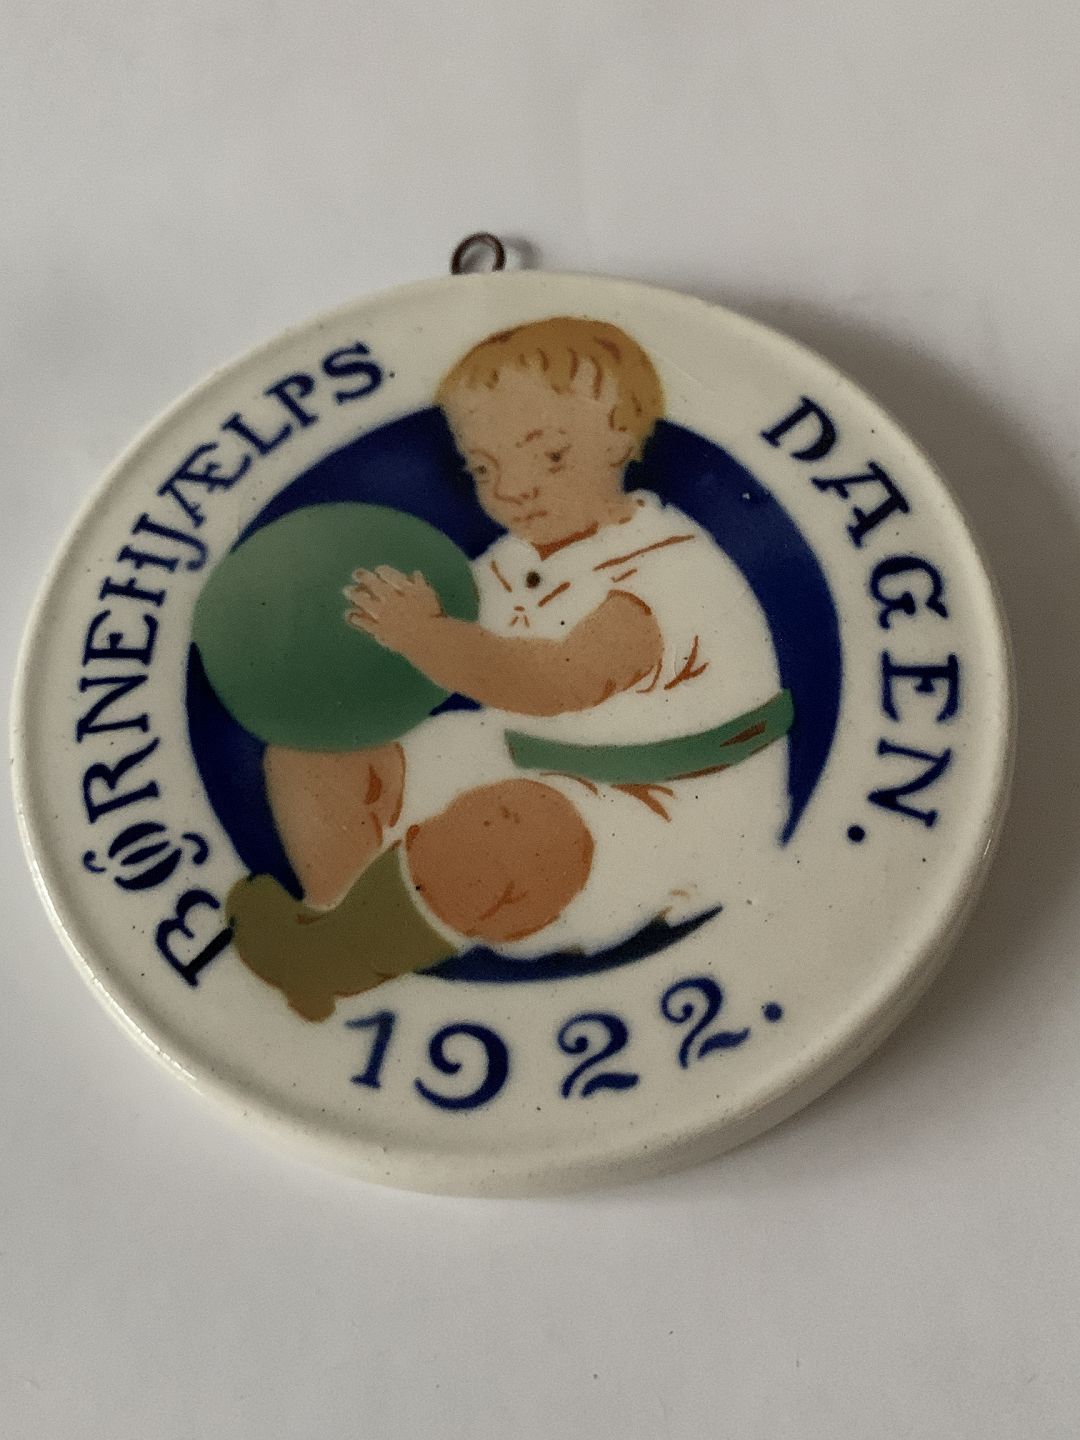 BØRNEHJÆLPS
DAGEN.
1922.